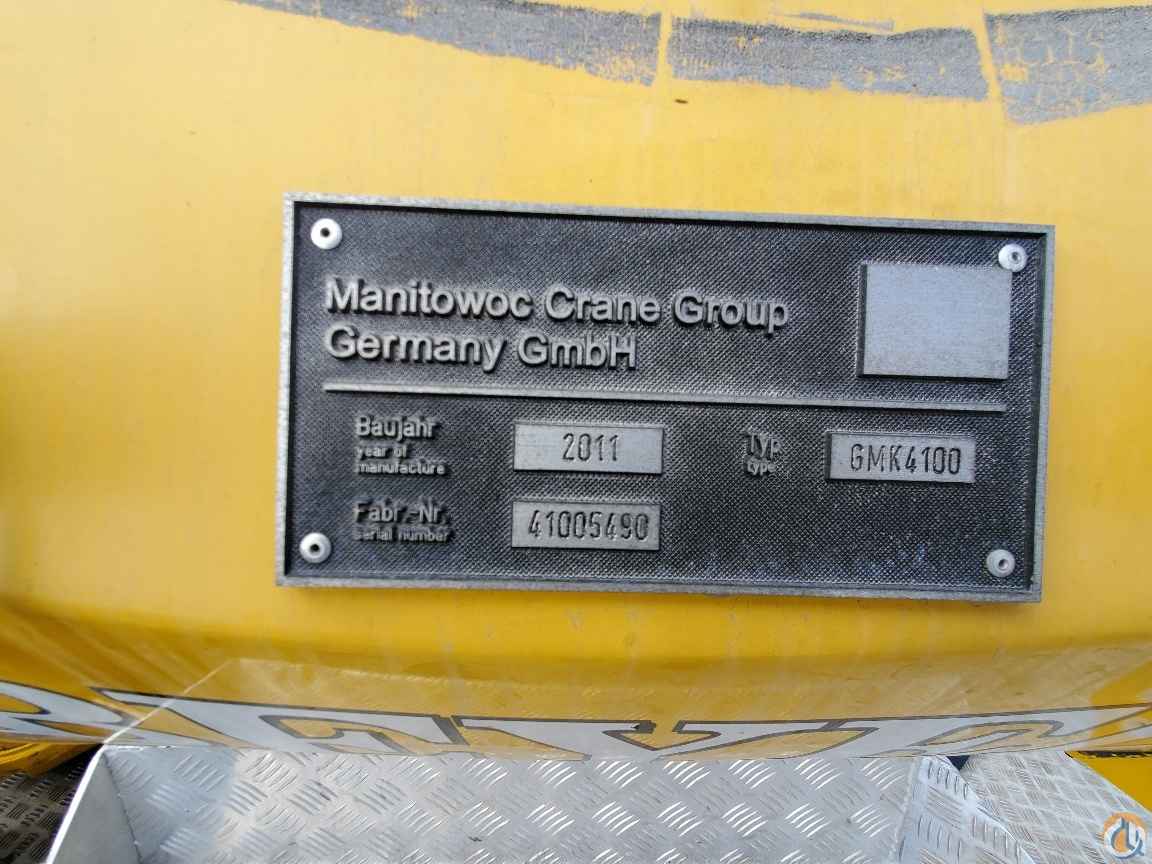 Manitowoc Crane Group
Germany GmbH
Baujahr
year of
manufacture
2011
Typ
type
GMK4100
Fabr.-Nr.
serial number
41005490